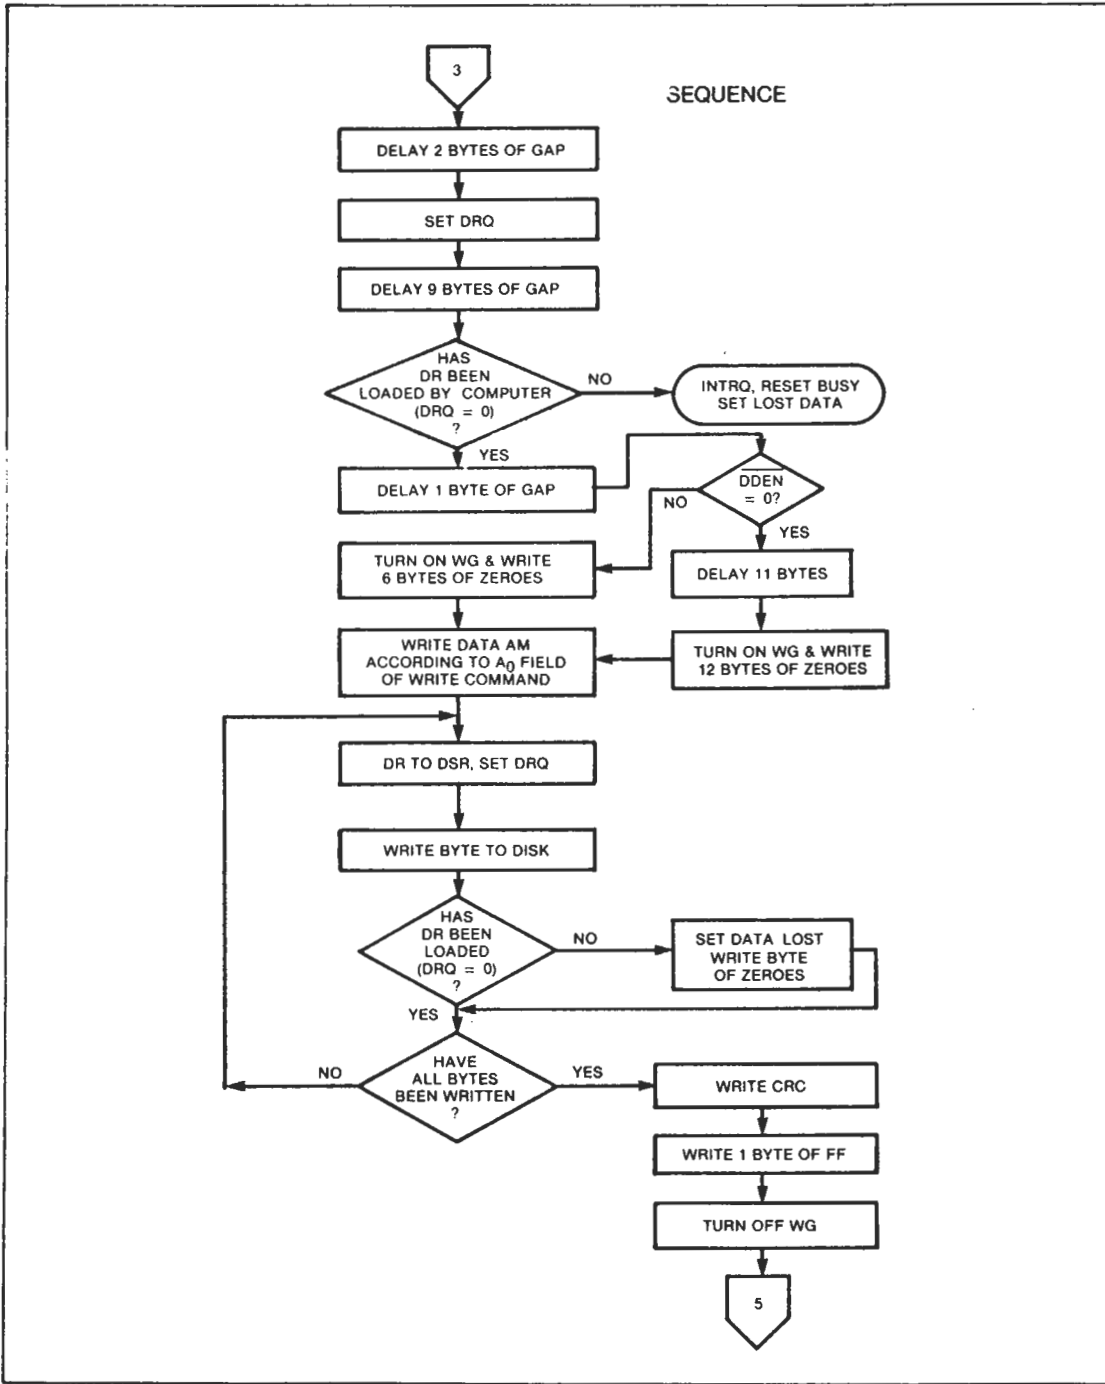 3
SEQUENCE
DELAY 2 BYTES OF GAP
SET DRQ
DELAY 9 BYTES OF GAP
HAS
DR BEEN
LOADED BY COMPUTER
(DRQ = 0)
?
NO
INTRQ, RESET BUSY
SET LOST DATA
YES
DELAY 1 BYTE OF GAP
D̅D̅E̅N̅
= 0?
NO
YES
TURN ON WG & WRITE
6 BYTES OF ZEROES
DELAY 11 BYTES
WRITE DATA AM
ACCORDING TO A₀ FIELD
OF WRITE COMMAND
TURN ON WG & WRITE
12 BYTES OF ZEROES
DR TO DSR, SET DRQ
WRITE BYTE TO DISK
HAS
DR BEEN
LOADED
(DRQ = 0)
?
NO
SET DATA LOST
WRITE BYTE
OF ZEROES
YES
HAVE
ALL BYTES
BEEN WRITTEN
?
NO
YES
WRITE CRC
WRITE 1 BYTE OF FF
TURN OFF WG
5